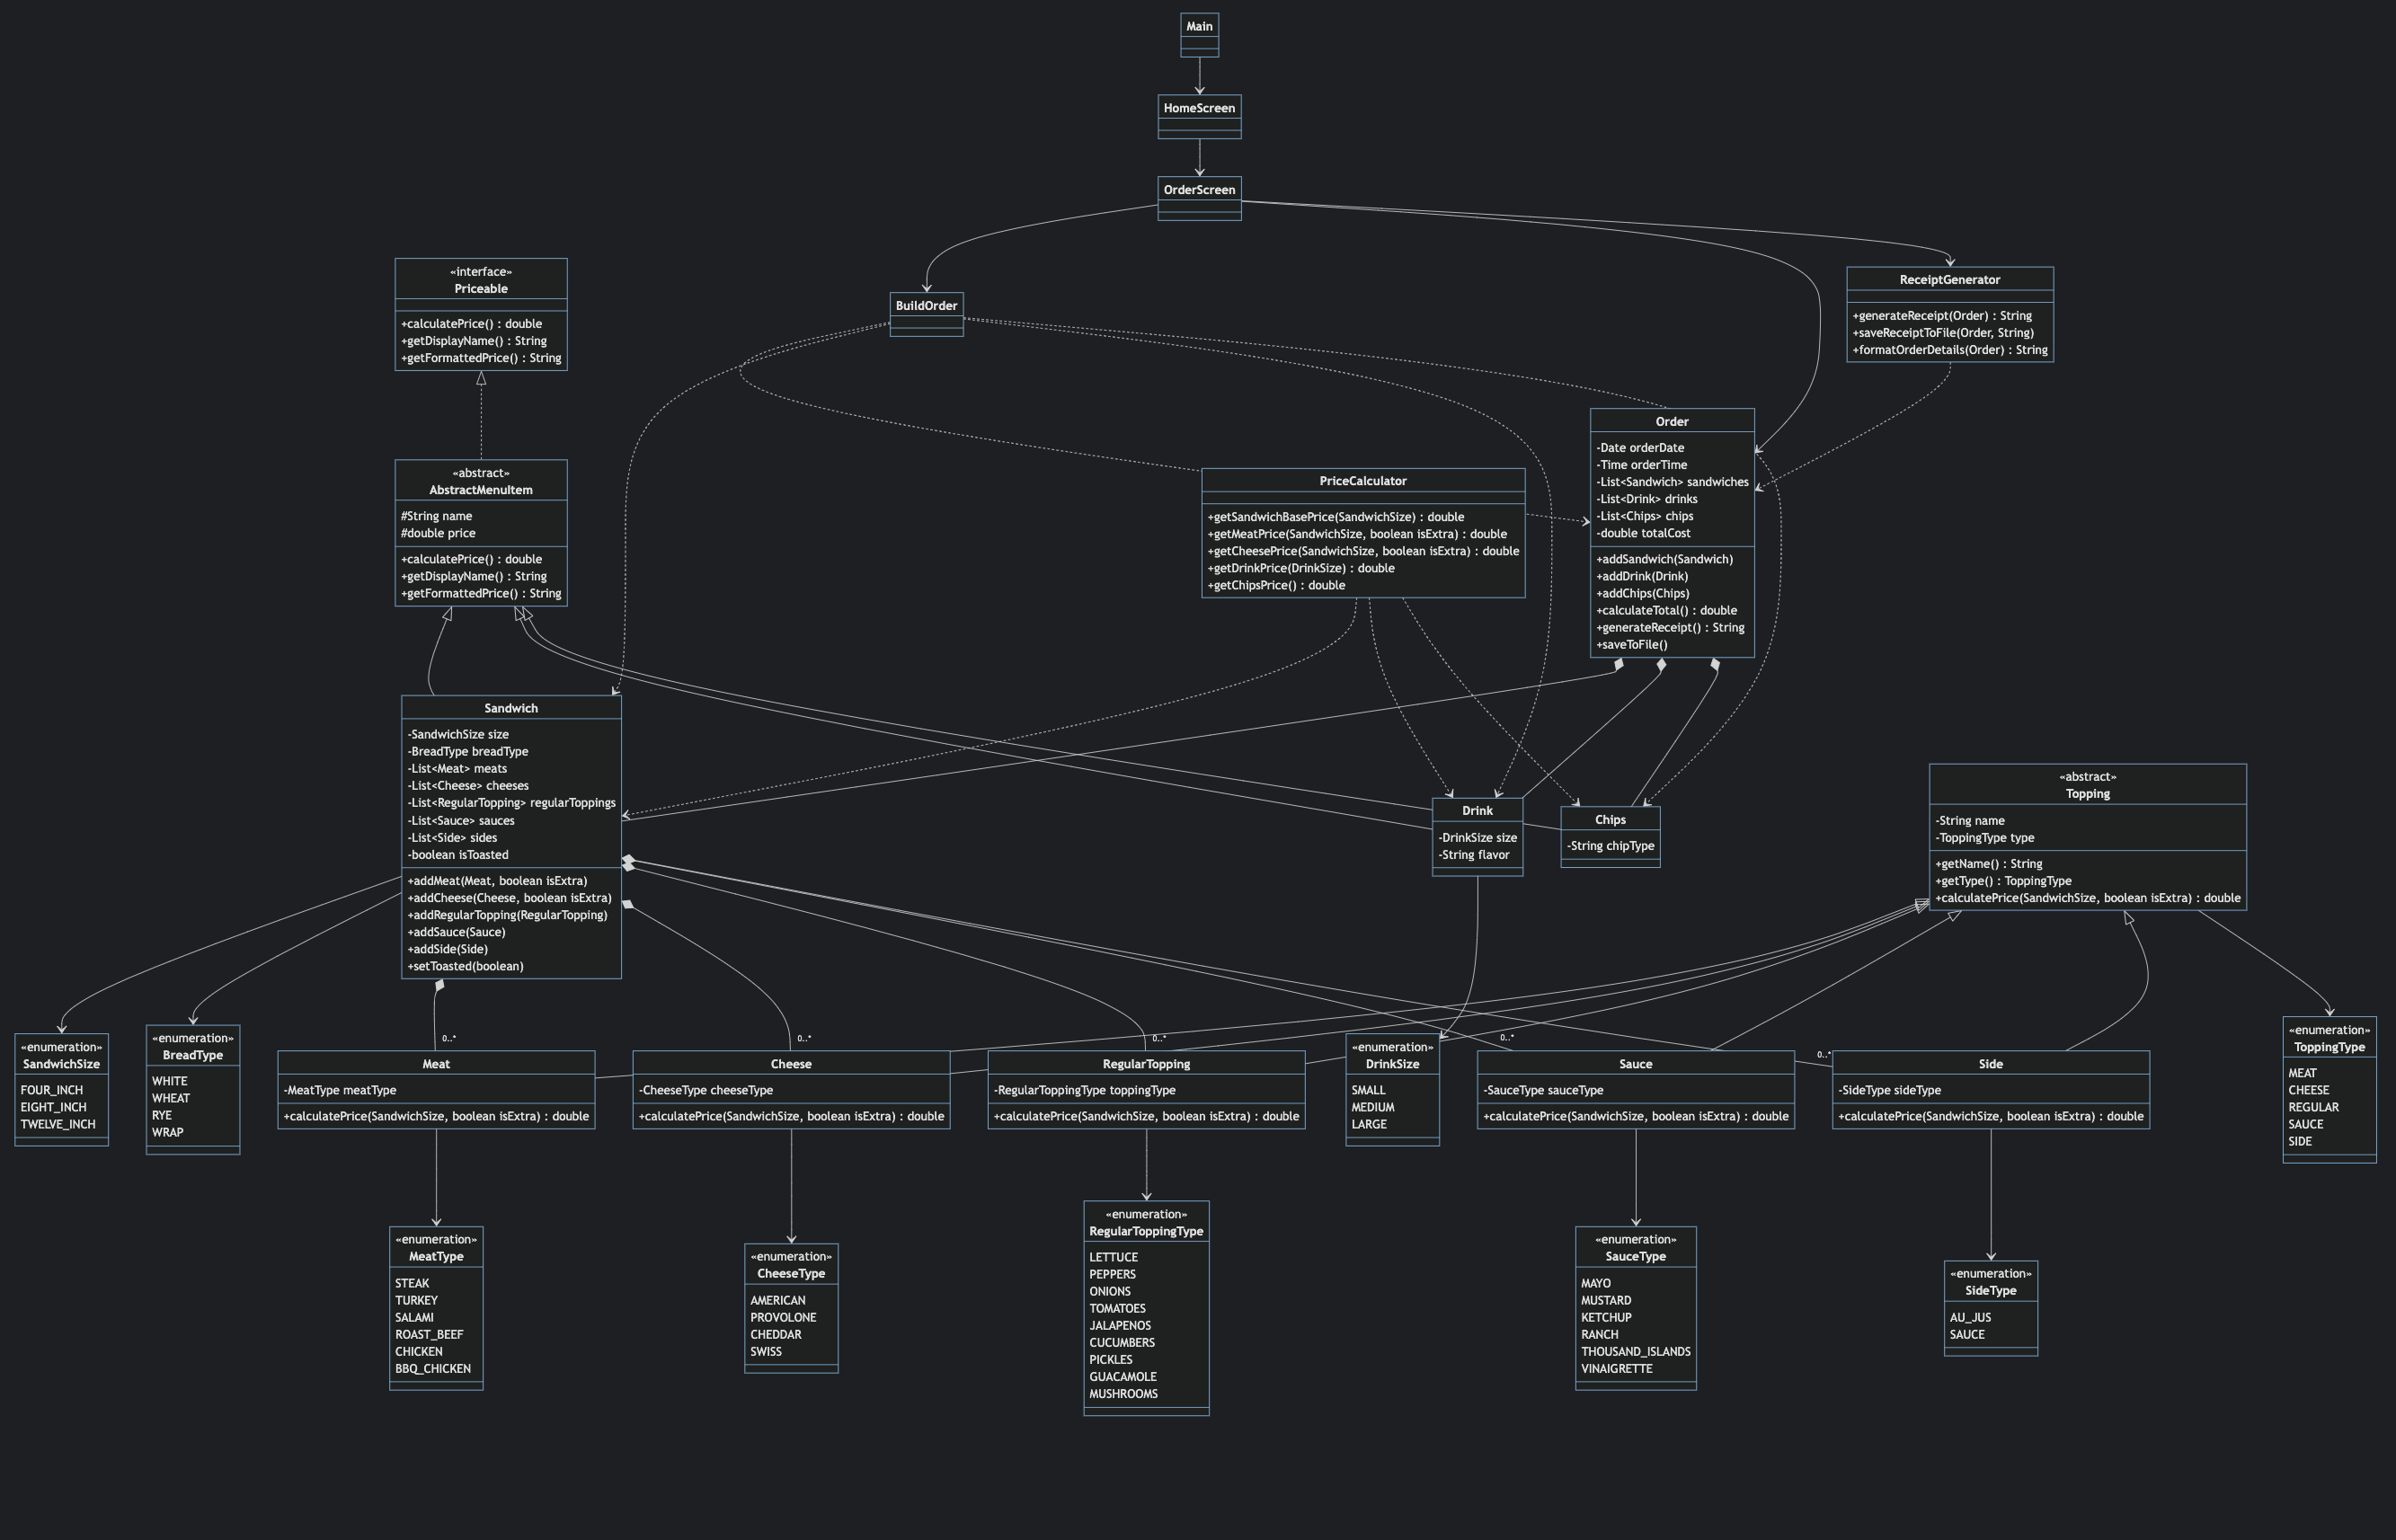 Main
HomeScreen
OrderScreen
«interface»
Priceable
+calculatePrice() : double
+getDisplayName() : String
+getFormattedPrice() : String
BuildOrder
ReceiptGenerator
+generateReceipt(Order) : String
+saveReceiptToFile(Order, String)
+formatOrderDetails(Order) : String
«abstract»
AbstractMenuItem
#String name
#double price
+calculatePrice() : double
+getDisplayName() : String
+getFormattedPrice() : String
PriceCalculator
+getSandwichBasePrice(SandwichSize) : double
+getMeatPrice(SandwichSize, boolean isExtra) : double
+getCheesePrice(SandwichSize, boolean isExtra) : double
+getDrinkPrice(DrinkSize) : double
+getChipsPrice() : double
Order
-Date orderDate
-Time orderTime
-List<Sandwich> sandwiches
-List<Drink> drinks
-List<Chips> chips
-double totalCost
+addSandwich(Sandwich)
+addDrink(Drink)
+addChips(Chips)
+calculateTotal() : double
+generateReceipt() : String
+saveToFile()
Sandwich
-SandwichSize size
-BreadType breadType
-List<Meat> meats
-List<Cheese> cheeses
-List<RegularTopping> regularToppings
-List<Sauce> sauces
-List<Side> sides
-boolean isToasted
+addMeat(Meat, boolean isExtra)
+addCheese(Cheese, boolean isExtra)
+addRegularTopping(RegularTopping)
+addSauce(Sauce)
+addSide(Side)
+setToasted(boolean)
Drink
-DrinkSize size
-String flavor
Chips
-String chipType
«abstract»
Topping
-String name
-ToppingType type
+getName() : String
+getType() : ToppingType
+calculatePrice(SandwichSize, boolean isExtra) : double
0..*
0..*
0..*
0..*
0..*
«enumeration»
SandwichSize
FOUR_INCH
EIGHT_INCH
TWELVE_INCH
«enumeration»
BreadType
WHITE
WHEAT
RYE
WRAP
Meat
-MeatType meatType
+calculatePrice(SandwichSize, boolean isExtra) : double
Cheese
-CheeseType cheeseType
+calculatePrice(SandwichSize, boolean isExtra) : double
RegularTopping
-RegularToppingType toppingType
+calculatePrice(SandwichSize, boolean isExtra) : double
«enumeration»
DrinkSize
SMALL
MEDIUM
LARGE
Sauce
-SauceType sauceType
+calculatePrice(SandwichSize, boolean isExtra) : double
Side
-SideType sideType
+calculatePrice(SandwichSize, boolean isExtra) : double
«enumeration»
ToppingType
MEAT
CHEESE
REGULAR
SAUCE
SIDE
«enumeration»
MeatType
STEAK
TURKEY
SALAMI
ROAST_BEEF
CHICKEN
BBQ_CHICKEN
«enumeration»
CheeseType
AMERICAN
PROVOLONE
CHEDDAR
SWISS
«enumeration»
RegularToppingType
LETTUCE
PEPPERS
ONIONS
TOMATOES
JALAPENOS
CUCUMBERS
PICKLES
GUACAMOLE
MUSHROOMS
«enumeration»
SauceType
MAYO
MUSTARD
KETCHUP
RANCH
THOUSAND_ISLANDS
VINAIGRETTE
«enumeration»
SideType
AU_JUS
SAUCE